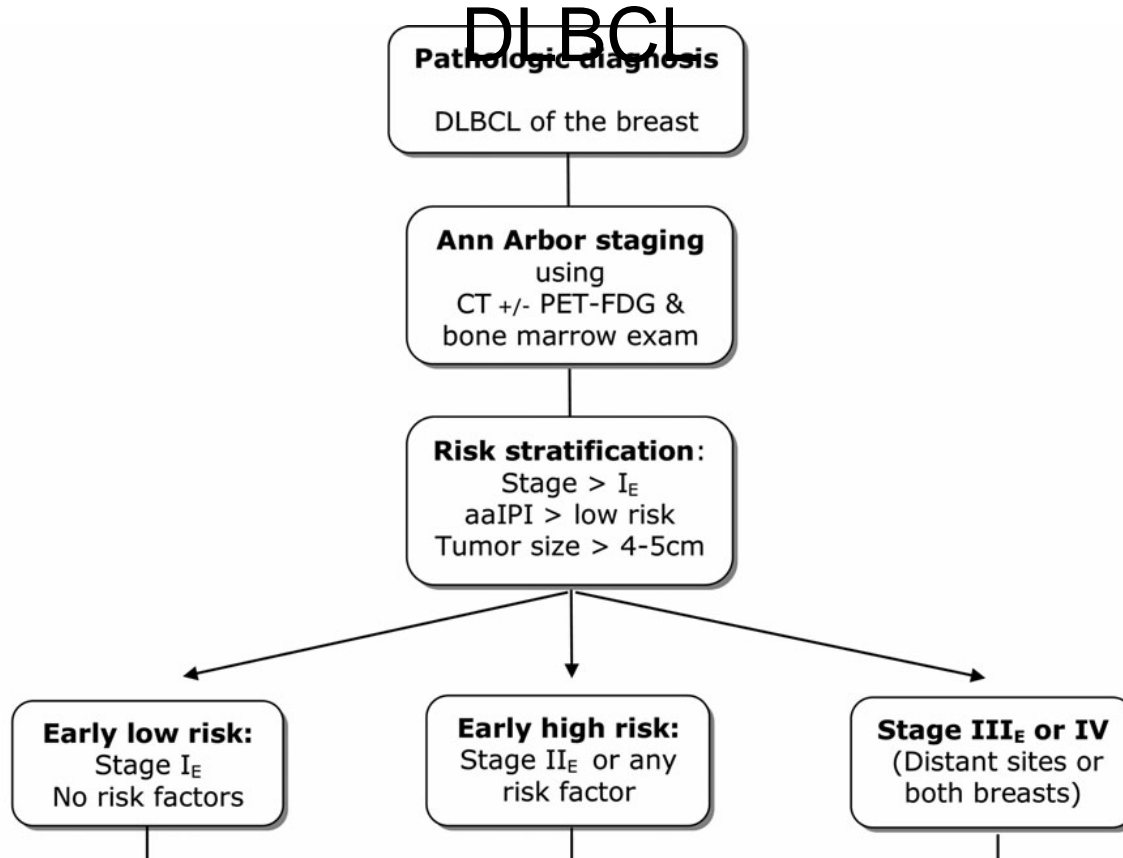 DLBCL
Pathologic diagnosis
DLBCL of the breast
Ann Arbor staging
using
CT +/- PET-FDG &
bone marrow exam
Risk stratification:
Stage > IE
aaIPI > low risk
Tumor size > 4-5cm
Early low risk:
Stage IE
No risk factors
Early high risk:
Stage IIE or any
risk factor
Stage IIIE or IV
(Distant sites or
both breasts)